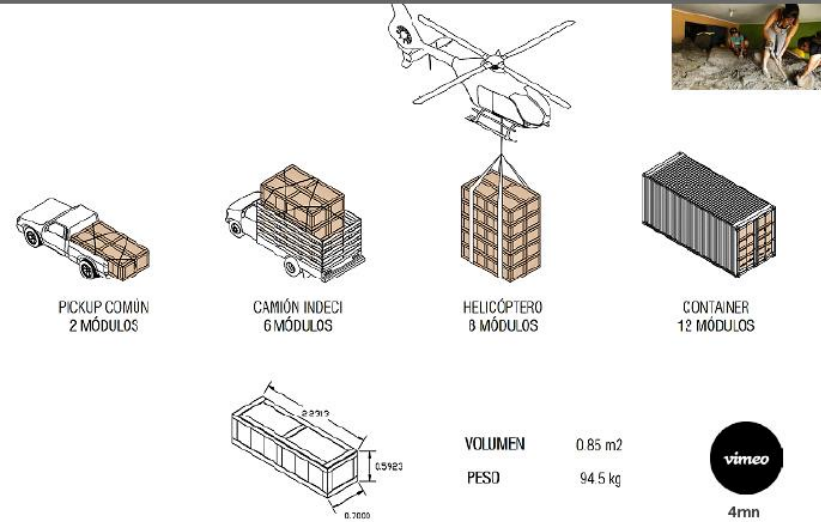 PICKUP COMÚN
2 MÓDULOS
CAMIÓN INDECI
6 MÓDULOS
HELICÓPTERO
8 MÓDULOS
CONTAINER
12 MÓDULOS
0.5923
0.7000
VOLUMEN 0.85 m2
PESO 94.5 kg
vimeo
4mn